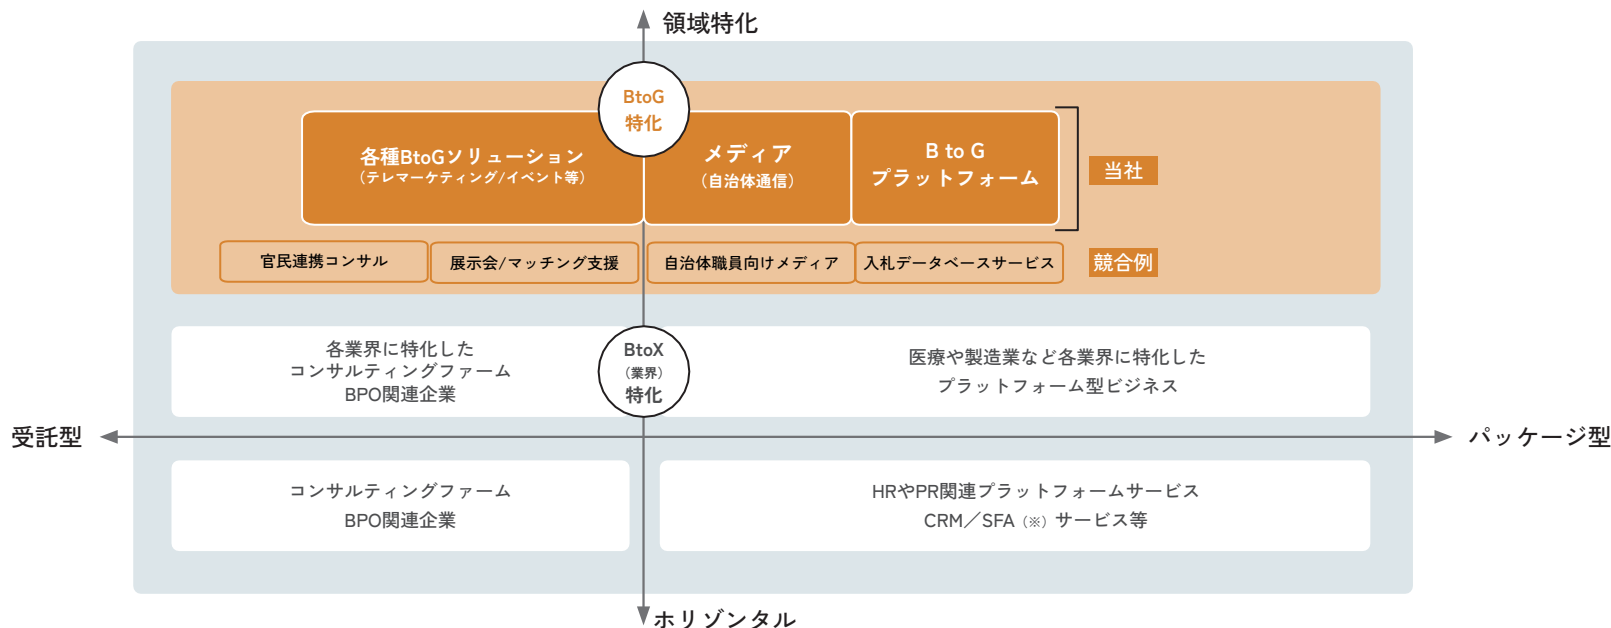 領域特化
BtoG
特化
各種BtoGソリューション
（テレマーケティング/イベント等）
メディア
（自治体通信）
B to G
プラットフォーム
当社
官民連携コンサル
展示会/マッチング支援
自治体職員向けメディア
入札データベースサービス
競合例
各業界に特化した
コンサルティングファーム
BPO関連企業
BtoX
（業界）
特化
医療や製造業など各業界に特化した
プラットフォーム型ビジネス
受託型
パッケージ型
コンサルティングファーム
BPO関連企業
HRやPR関連プラットフォームサービス
CRM／SFA（※）サービス等
ホリゾンタル